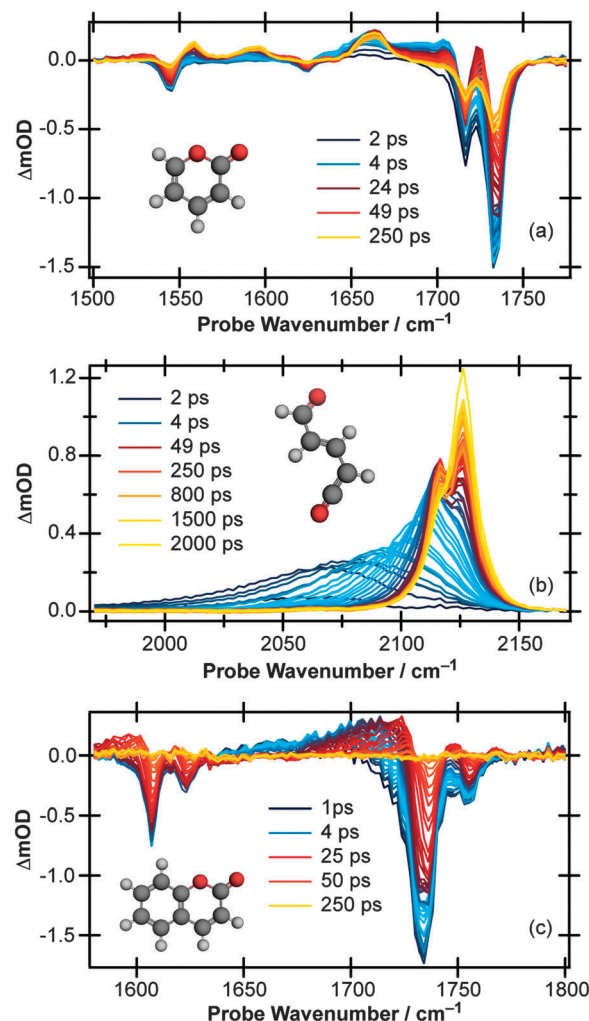 0.0
-0.5
-1.0
-1.5
ΔmOD
2 ps
4 ps
24 ps
49 ps
250 ps
(a)
1500 1550 1600 1650 1700 1750
Probe Wavenumber / cm⁻¹
1.2
0.8
0.4
0.0
ΔmOD
2 ps
4 ps
49 ps
250 ps
800 ps
1500 ps
2000 ps
(b)
2000 2050 2100 2150
Probe Wavenumber / cm⁻¹
0.0
-0.5
-1.0
-1.5
ΔmOD
1ps
4 ps
25 ps
50 ps
250 ps
(c)
1600 1650 1700 1750 1800
Probe Wavenumber / cm⁻¹